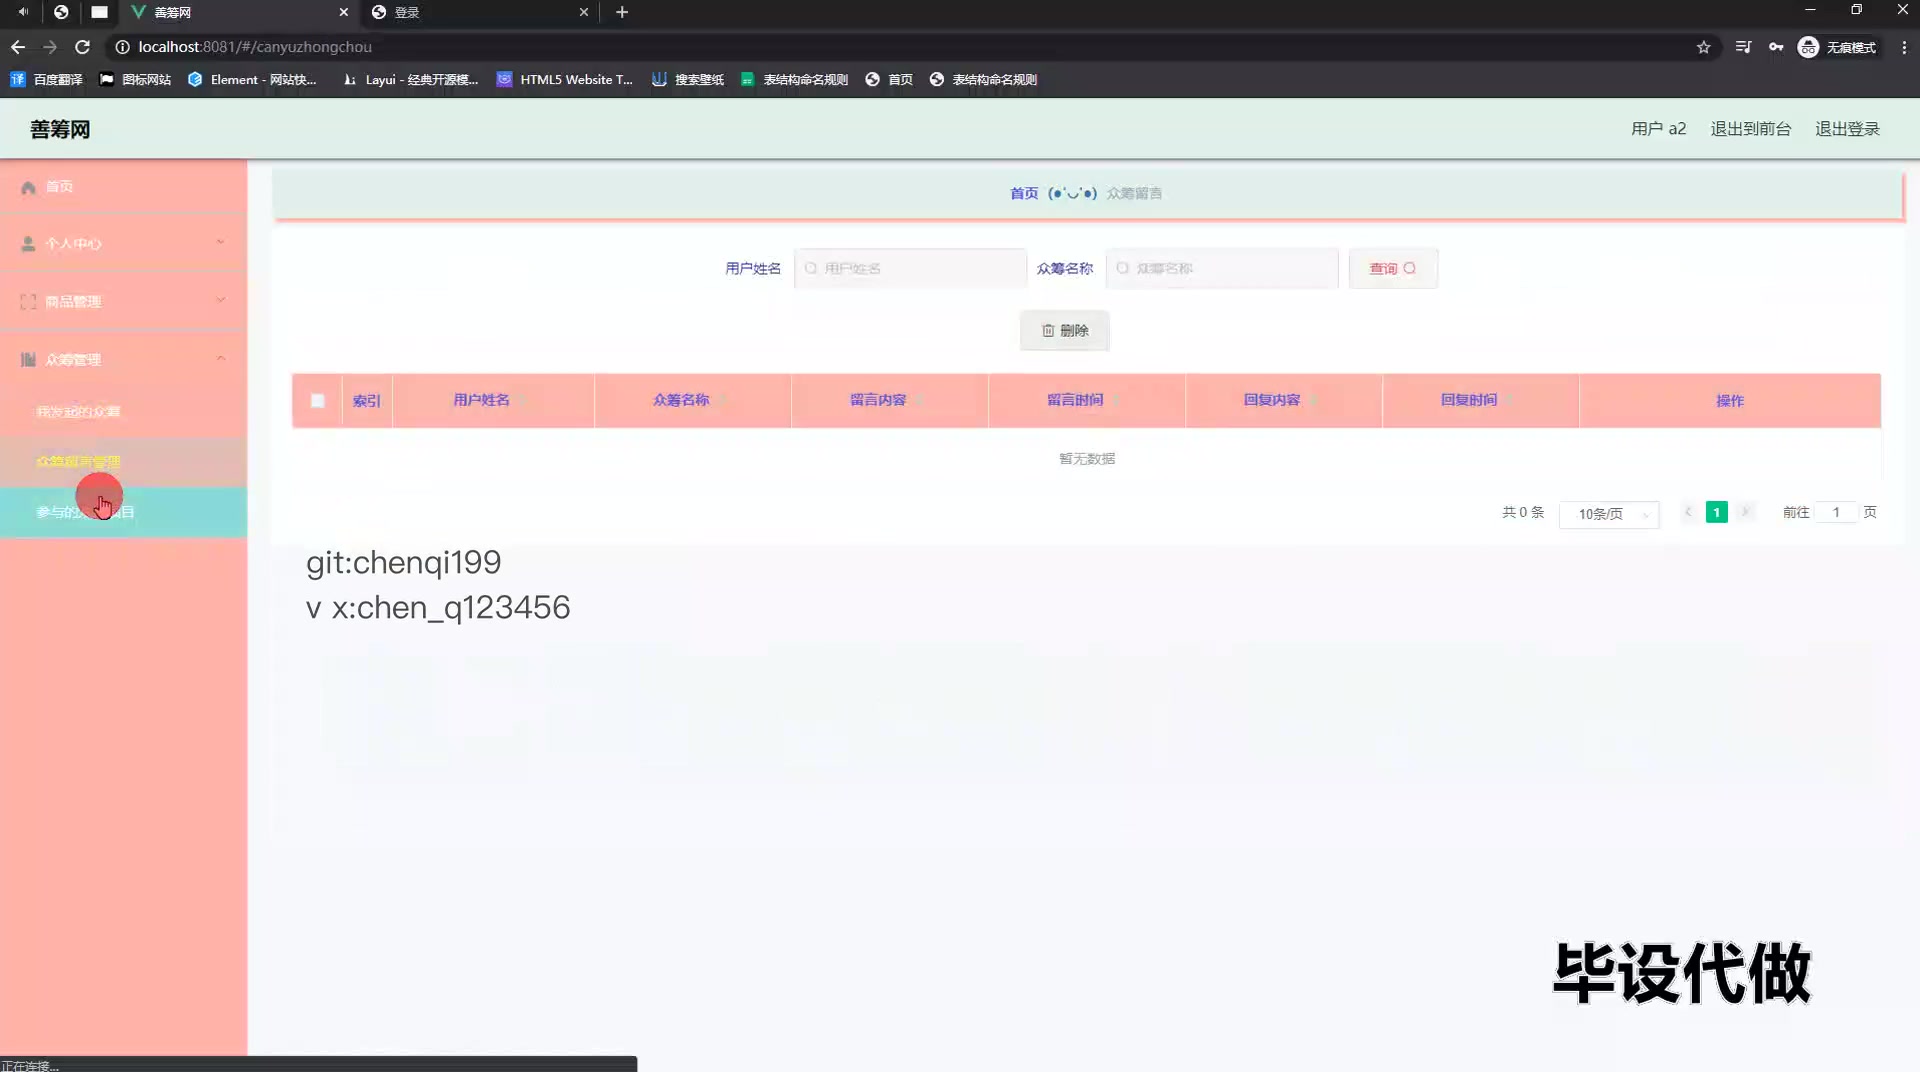 善筹网
登录
localhost:8081/#/canyuzhongchou
无痕模式
百度翻译
图标网站
Element - 网站快...
Layui - 经典开源模...
HTML5 Website T...
搜索壁纸
表结构命名规则
首页
表结构命名规则
善筹网
用户 a2
退出到前台
退出登录
首页
个人中心
商品管理
众筹管理
我发起的众筹
众筹留言管理
首页 (●'◡'●) 众筹留言
用户姓名
用户姓名
众筹名称
众筹名称
查询
删除
索引
用户姓名
众筹名称
留言内容
留言时间
回复内容
回复时间
操作
暂无数据
共 0 条
10条/页
1
前往
1
页
git:chenqi199
v x:chen_q123456
毕设代做
正在连接...